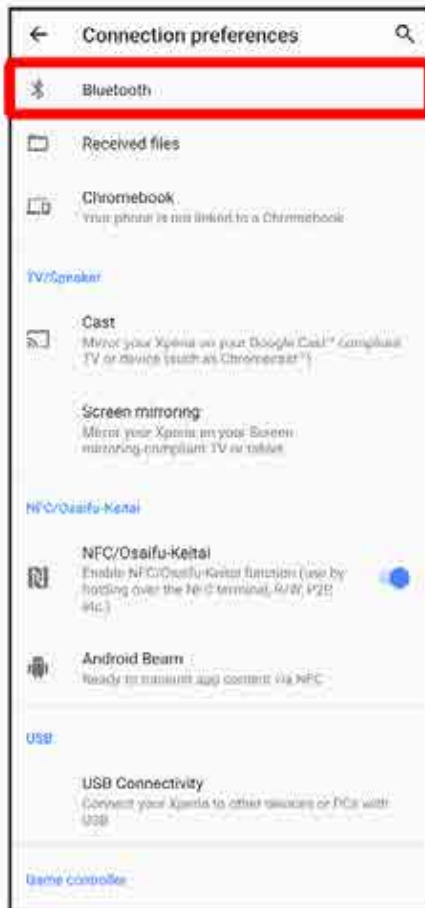 Connection preferences
Bluetooth
Received files
Chromebook
Your phone is not linked to a Chromebook
TV/Speaker
Cast
Mirror your Xperia on your Google Cast™ compliant
TV or device (such as Chromecast™)
Screen mirroring
Mirror your Xperia on your Screen
mirroring-compliant TV or tablet
NFC/Osaifu-Keitai
NFC/Osaifu-Keitai
Enable NFC/Osaifu-Keitai function (use by
holding over the NFC terminal, R/W, P2P,
etc.)
Android Beam
Ready to transmit app content via NFC
USB
USB Connectivity
Connect your Xperia to other devices or PCs with
USB
Game controller